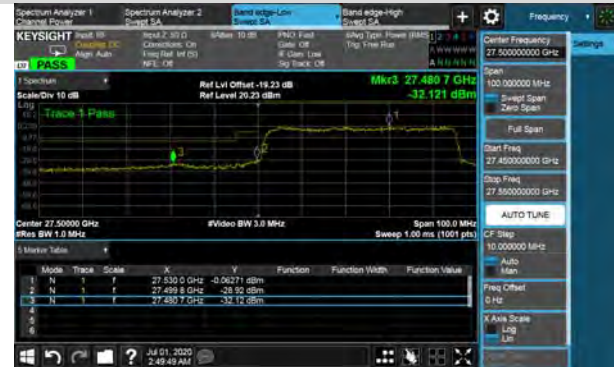 Spectrum Analyzer 1
Channel Power
Spectrum Analyzer 2
Swept SA
Band edge-Low
Swept SA
Band edge-High
Swept SA
Frequency
KEYSIGHT
Input: RF
Align: Auto
Input Z: 50 Ω
Corrections: On
Freq Ref: Int (S)
NFE: Off
PNO: Fast
Gate: Off
IF Gain: Low
Sig Track: Off
Trig: Free Run
1 2 3 4
PASS
1 Spectrum
Scale/Div 10 dB
Ref Lvl Offset -19.23 dB
Ref Level 20.23 dBm
Mkr3 27.480 7 GHz
-32.121 dBm
Log
Trace 1 Pass
1
2
3
Center 27.50000 GHz
#Res BW 1.0 MHz
#Video BW 3.0 MHz
Span 100.0 MHz
Sweep 1.00 ms (1001 pts)
5 Marker Table
Mode Trace Scale X Y Function Function Width Function Value
1 N 1 f 27.530 0 GHz -0.06271 dBm
2 N 1 f 27.499 8 GHz -28.92 dBm
3 N 1 f 27.480 7 GHz -32.12 dBm
4
5
6
Jul 01, 2020
2:49:49 AM
Center Frequency
27.500000000 GHz
Settings
Span
100.000000 MHz
Swept Span
Zero Span
Full Span
Start Freq
27.450000000 GHz
Stop Freq
27.550000000 GHz
AUTO TUNE
CF Step
10.000000 MHz
Auto
Man
Freq Offset
0 Hz
X Axis Scale
Log
Lin